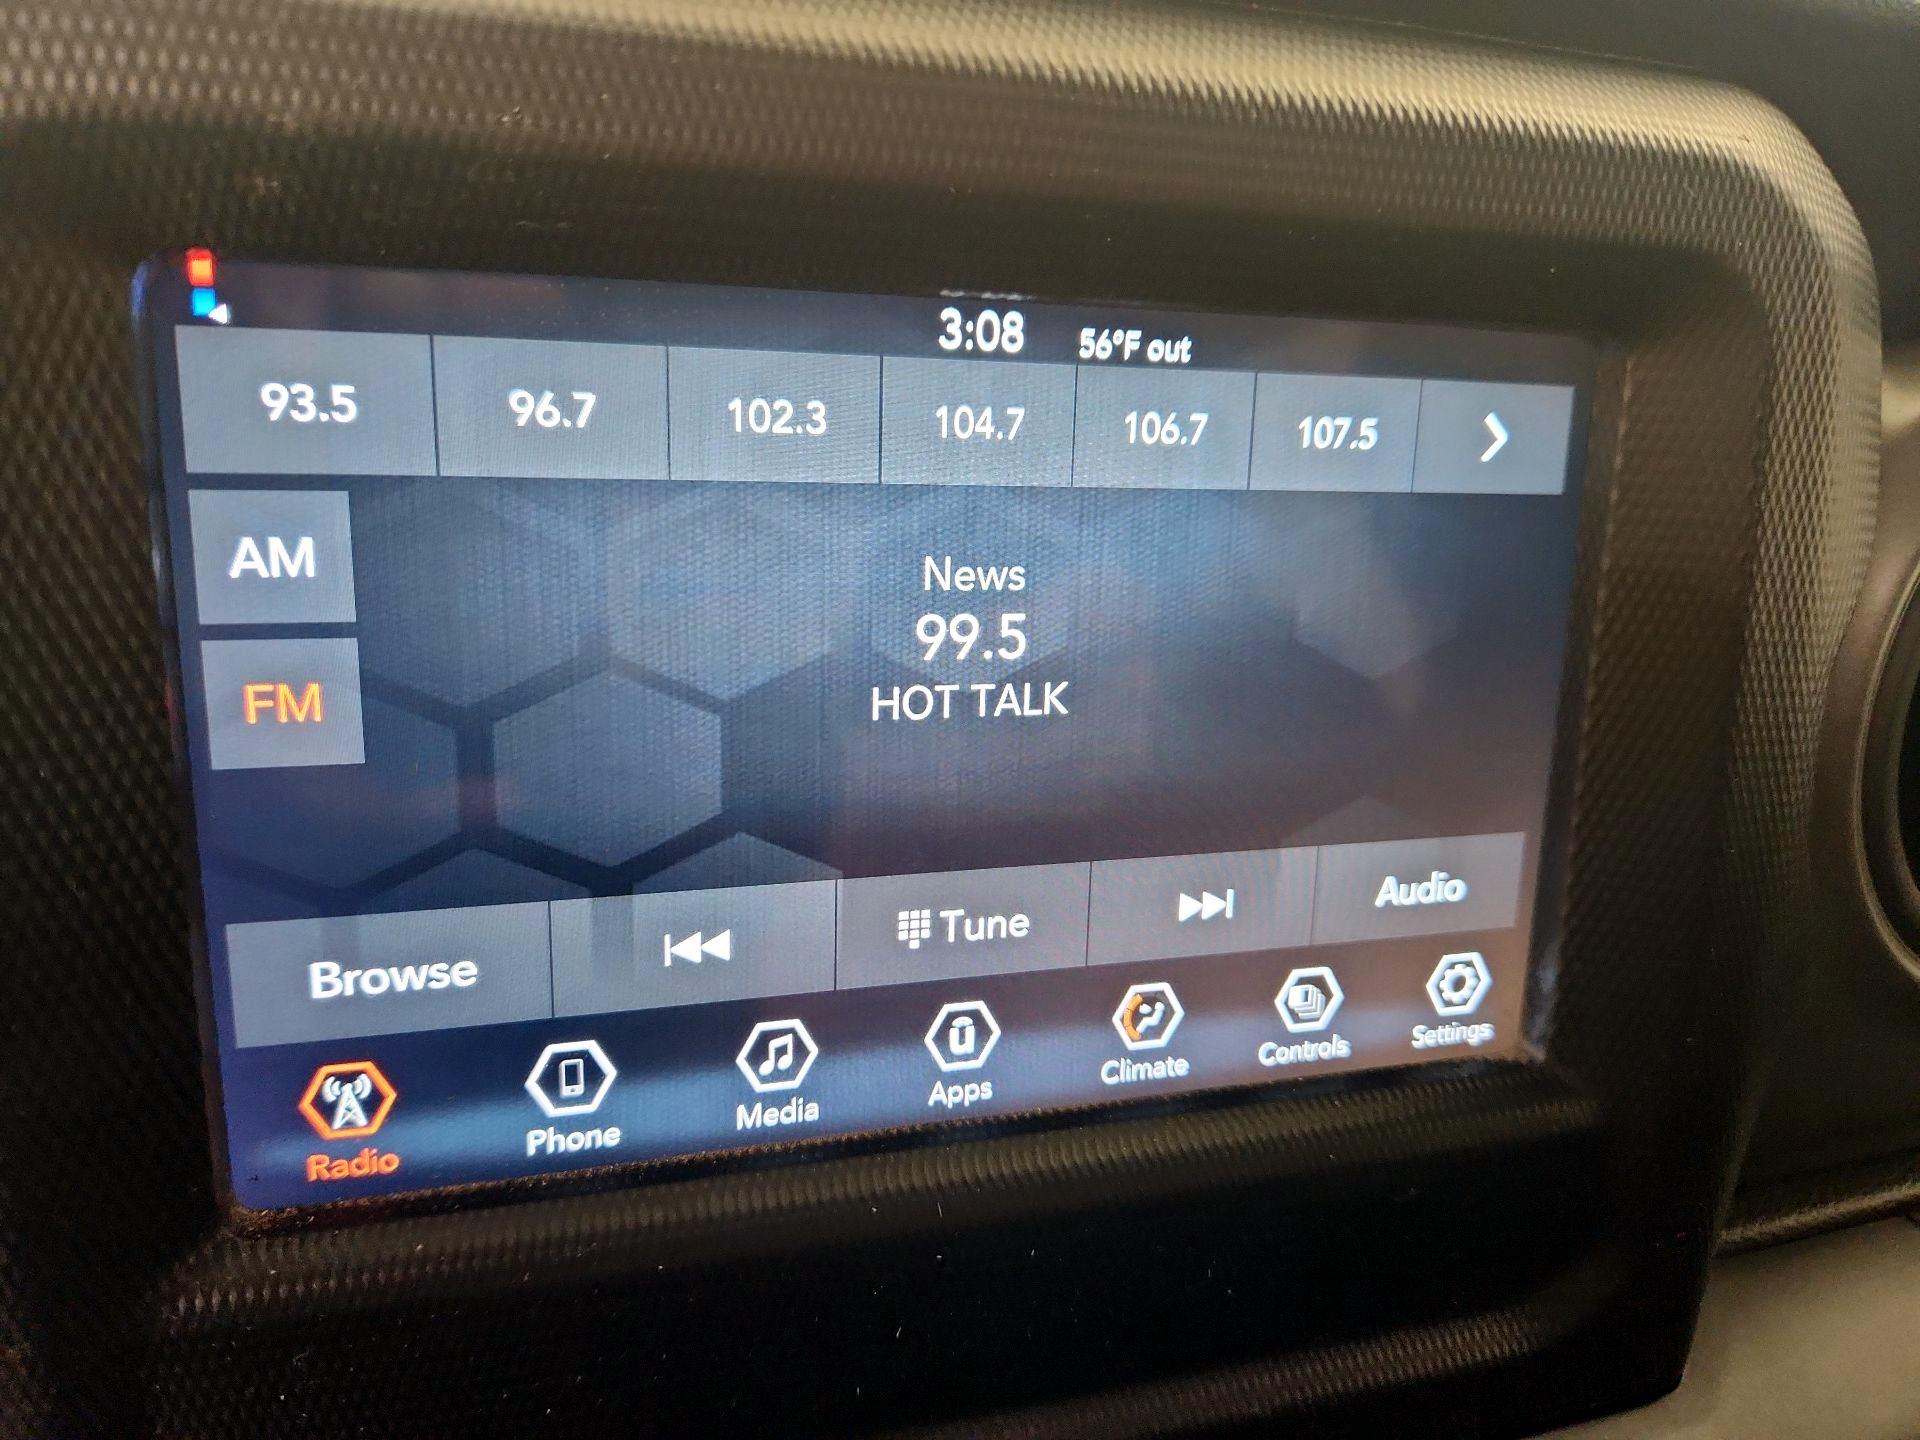 3:08 56°F out
93.5 96.7 102.3 104.7 106.7 107.5
AM
FM
News
99.5
HOT TALK
Browse Tune Audio
Radio Phone Media Apps Climate Controls Settings